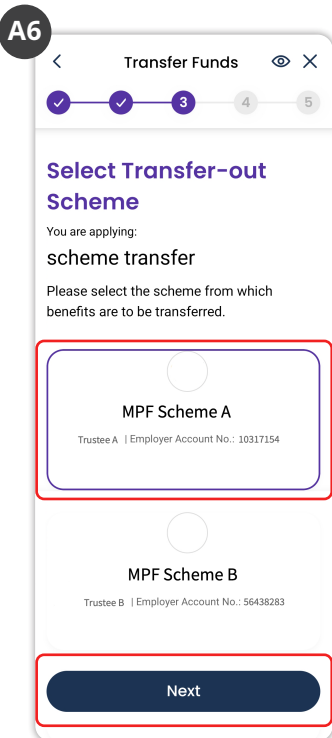 A6
Transfer Funds
3 4 5
Select Transfer-out
Scheme
You are applying:
scheme transfer
Please select the scheme from which
benefits are to be transferred.
MPF Scheme A
Trustee A | Employer Account No.: 10317154
MPF Scheme B
Trustee B | Employer Account No.: 56438283
Next